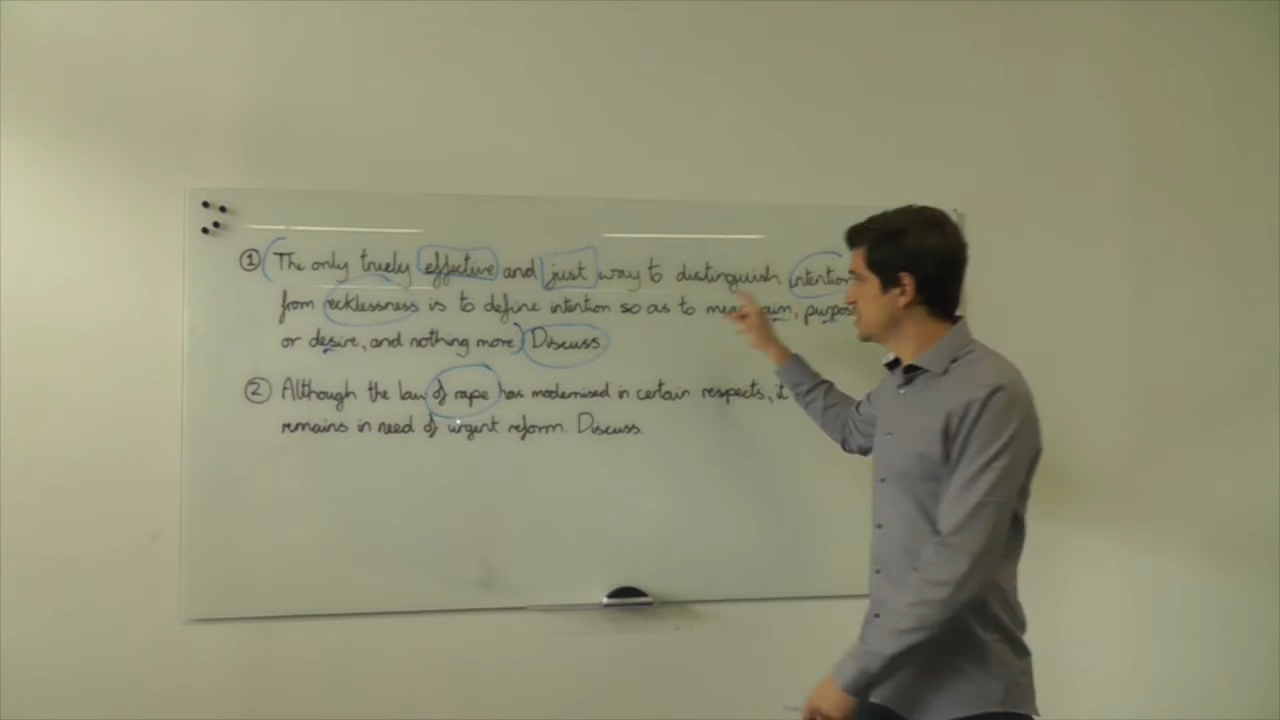 ① The only truely effective and just way to distinguish intention
from recklessness is to define intention so as to mean aim, purpos
or desire, and nothing more. Discuss
② Although the law of rape has modernised in certain respects, it
remains in need of urgent reform. Discuss.